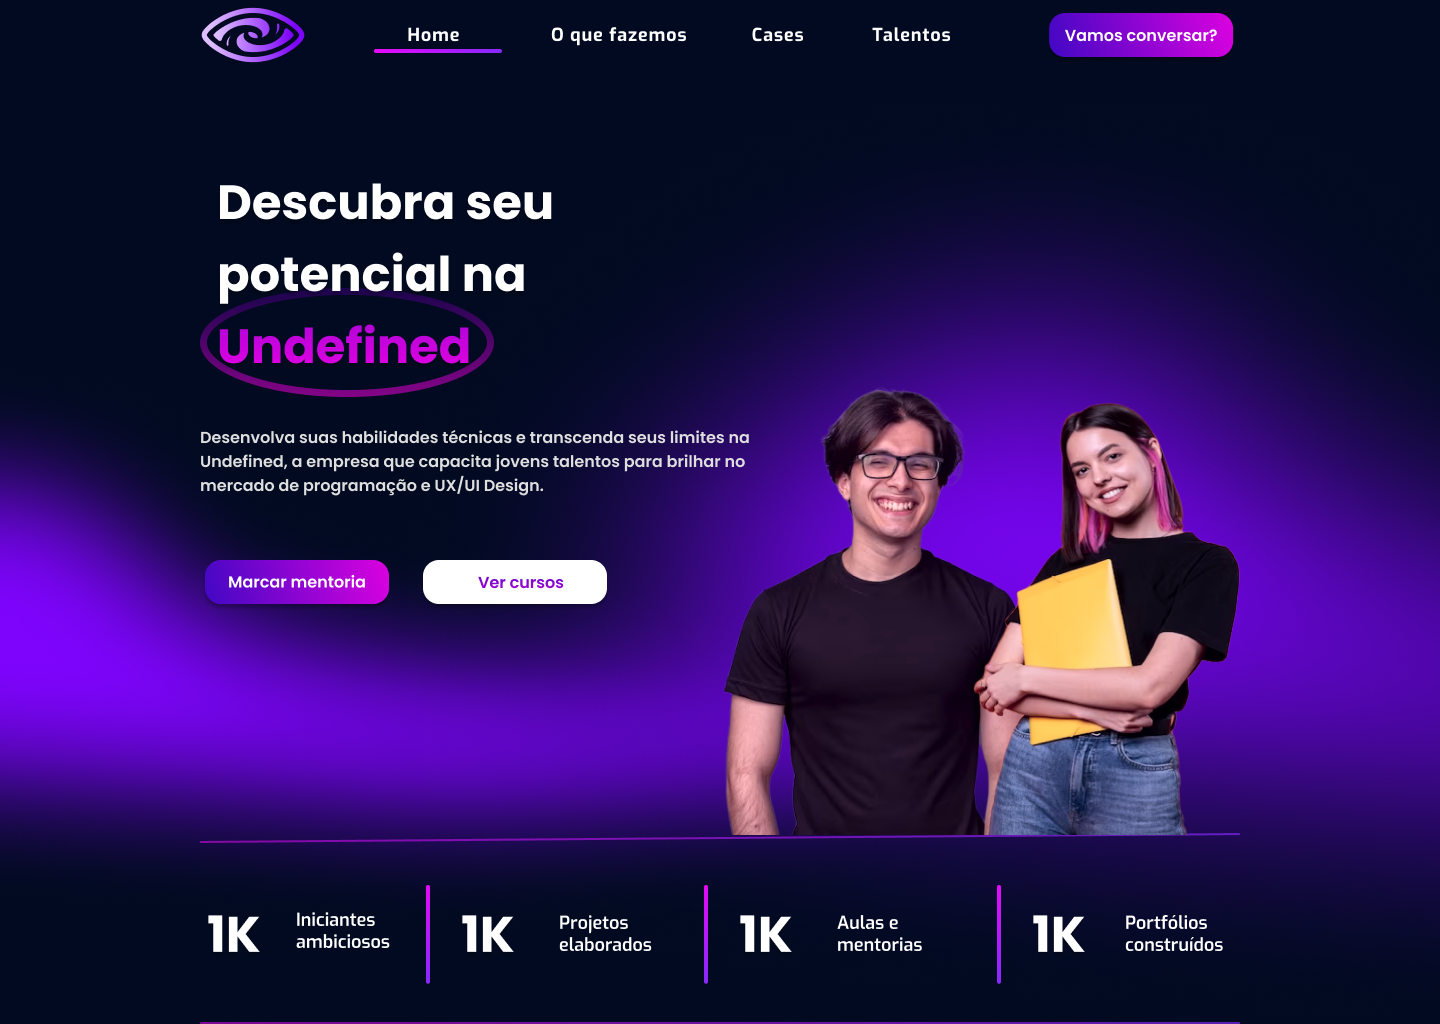 Home
O que fazemos
Cases
Talentos
Vamos conversar?
Descubra seu
potencial na
Undefined
Desenvolva suas habilidades técnicas e transcenda seus limites na
Undefined, a empresa que capacita jovens talentos para brilhar no
mercado de programação e UX/UI Design.
Marcar mentoria
Ver cursos
1K
Iniciantes
ambiciosos
1K
Projetos
elaborados
1K
Aulas e
mentorias
1K
Portfólios
construídos